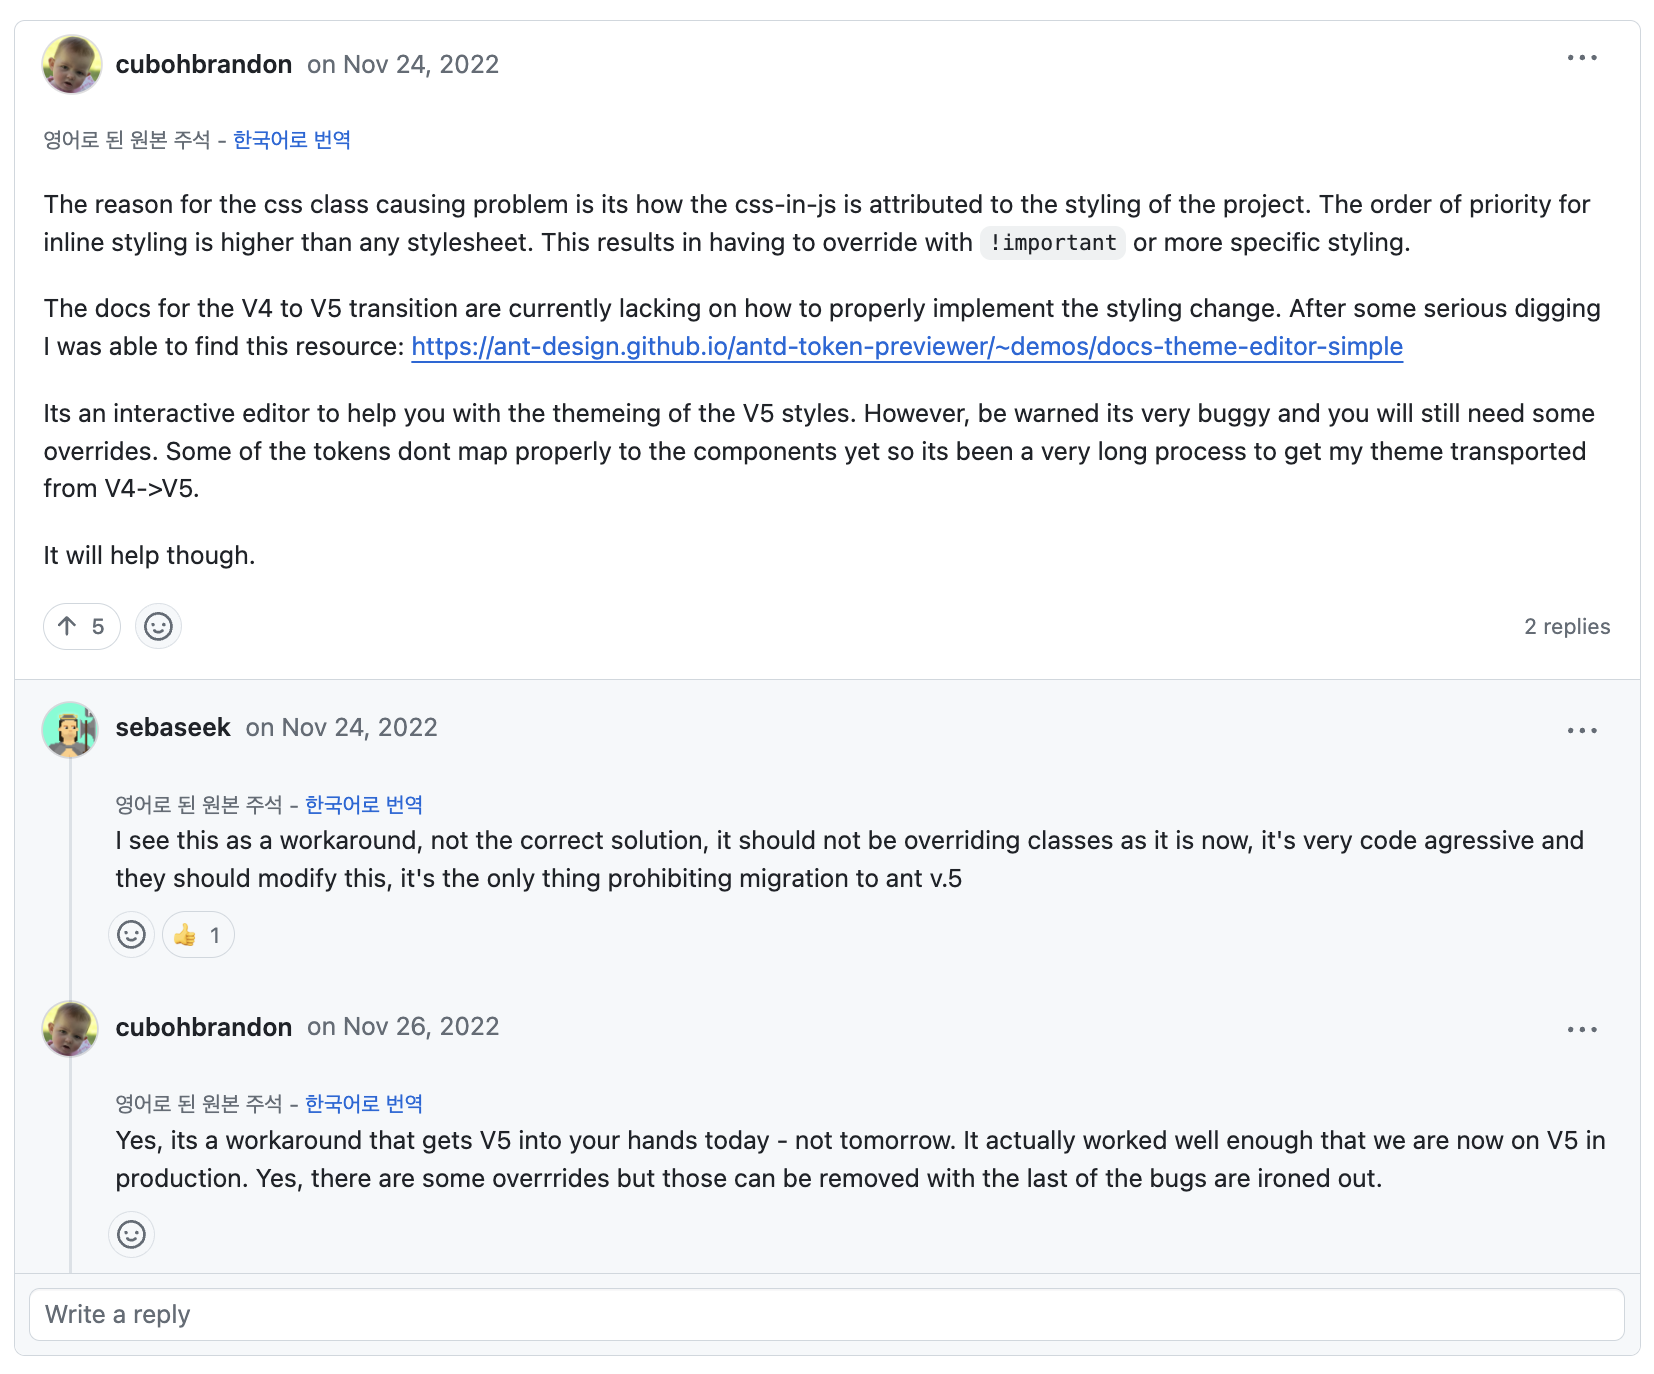 cubohbrandon on Nov 24, 2022
영어로 된 원본 주석 - 한국어로 번역
The reason for the css class causing problem is its how the css-in-js is attributed to the styling of the project. The order of priority for
inline styling is higher than any stylesheet. This results in having to override with !important or more specific styling.
The docs for the V4 to V5 transition are currently lacking on how to properly implement the styling change. After some serious digging
I was able to find this resource: https://ant-design.github.io/antd-token-previewer/~demos/docs-theme-editor-simple
Its an interactive editor to help you with the themeing of the V5 styles. However, be warned its very buggy and you will still need some
overrides. Some of the tokens dont map properly to the components yet so its been a very long process to get my theme transported
from V4->V5.
It will help though.
5
2 replies
sebaseek on Nov 24, 2022
영어로 된 원본 주석 - 한국어로 번역
I see this as a workaround, not the correct solution, it should not be overriding classes as it is now, it's very code agressive and
they should modify this, it's the only thing prohibiting migration to ant v.5
1
cubohbrandon on Nov 26, 2022
영어로 된 원본 주석 - 한국어로 번역
Yes, its a workaround that gets V5 into your hands today - not tomorrow. It actually worked well enough that we are now on V5 in
production. Yes, there are some overrrides but those can be removed with the last of the bugs are ironed out.
Write a reply